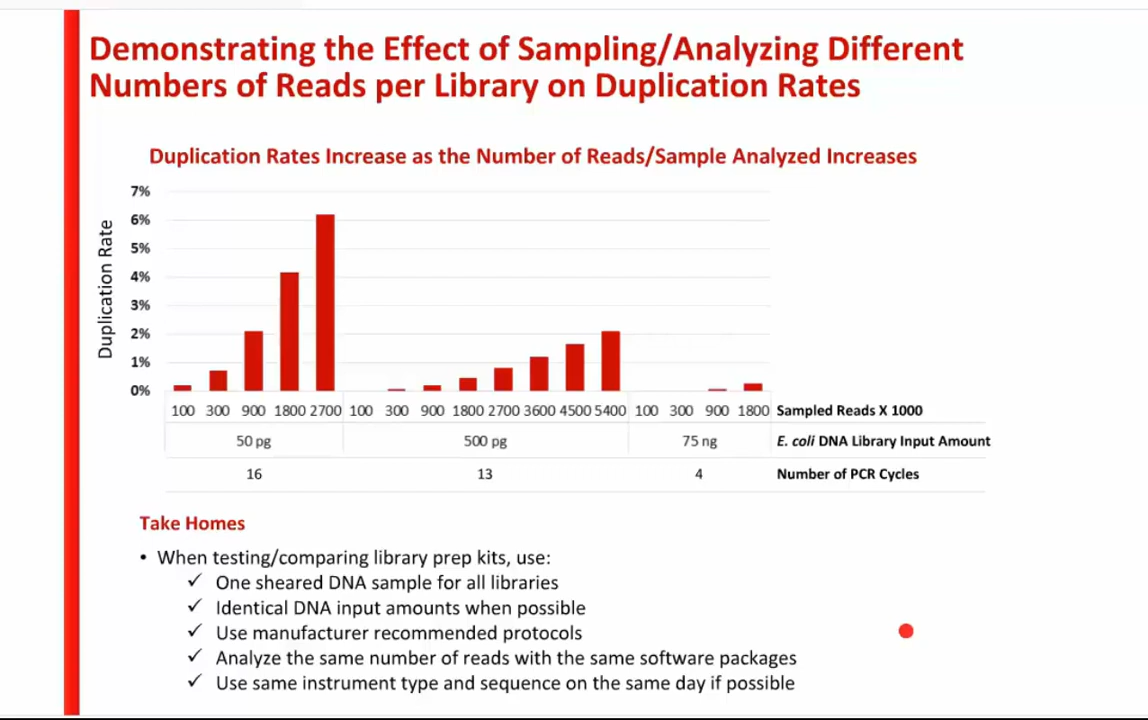 Demonstrating the Effect of Sampling/Analyzing Different
Numbers of Reads per Library on Duplication Rates
Duplication Rates Increase as the Number of Reads/Sample Analyzed Increases
Duplication Rate
7%
6%
5%
4%
3%
2%
1%
0%
100 300 900 1800 2700 100 300 900 1800 2700 3600 4500 5400 100 300 900 1800 Sampled Reads X 1000
50 pg 500 pg 75 ng E. coli DNA Library Input Amount
16 13 4 Number of PCR Cycles
Take Homes
• When testing/comparing library prep kits, use:
✓ One sheared DNA sample for all libraries
✓ Identical DNA input amounts when possible
✓ Use manufacturer recommended protocols
✓ Analyze the same number of reads with the same software packages
✓ Use same instrument type and sequence on the same day if possible